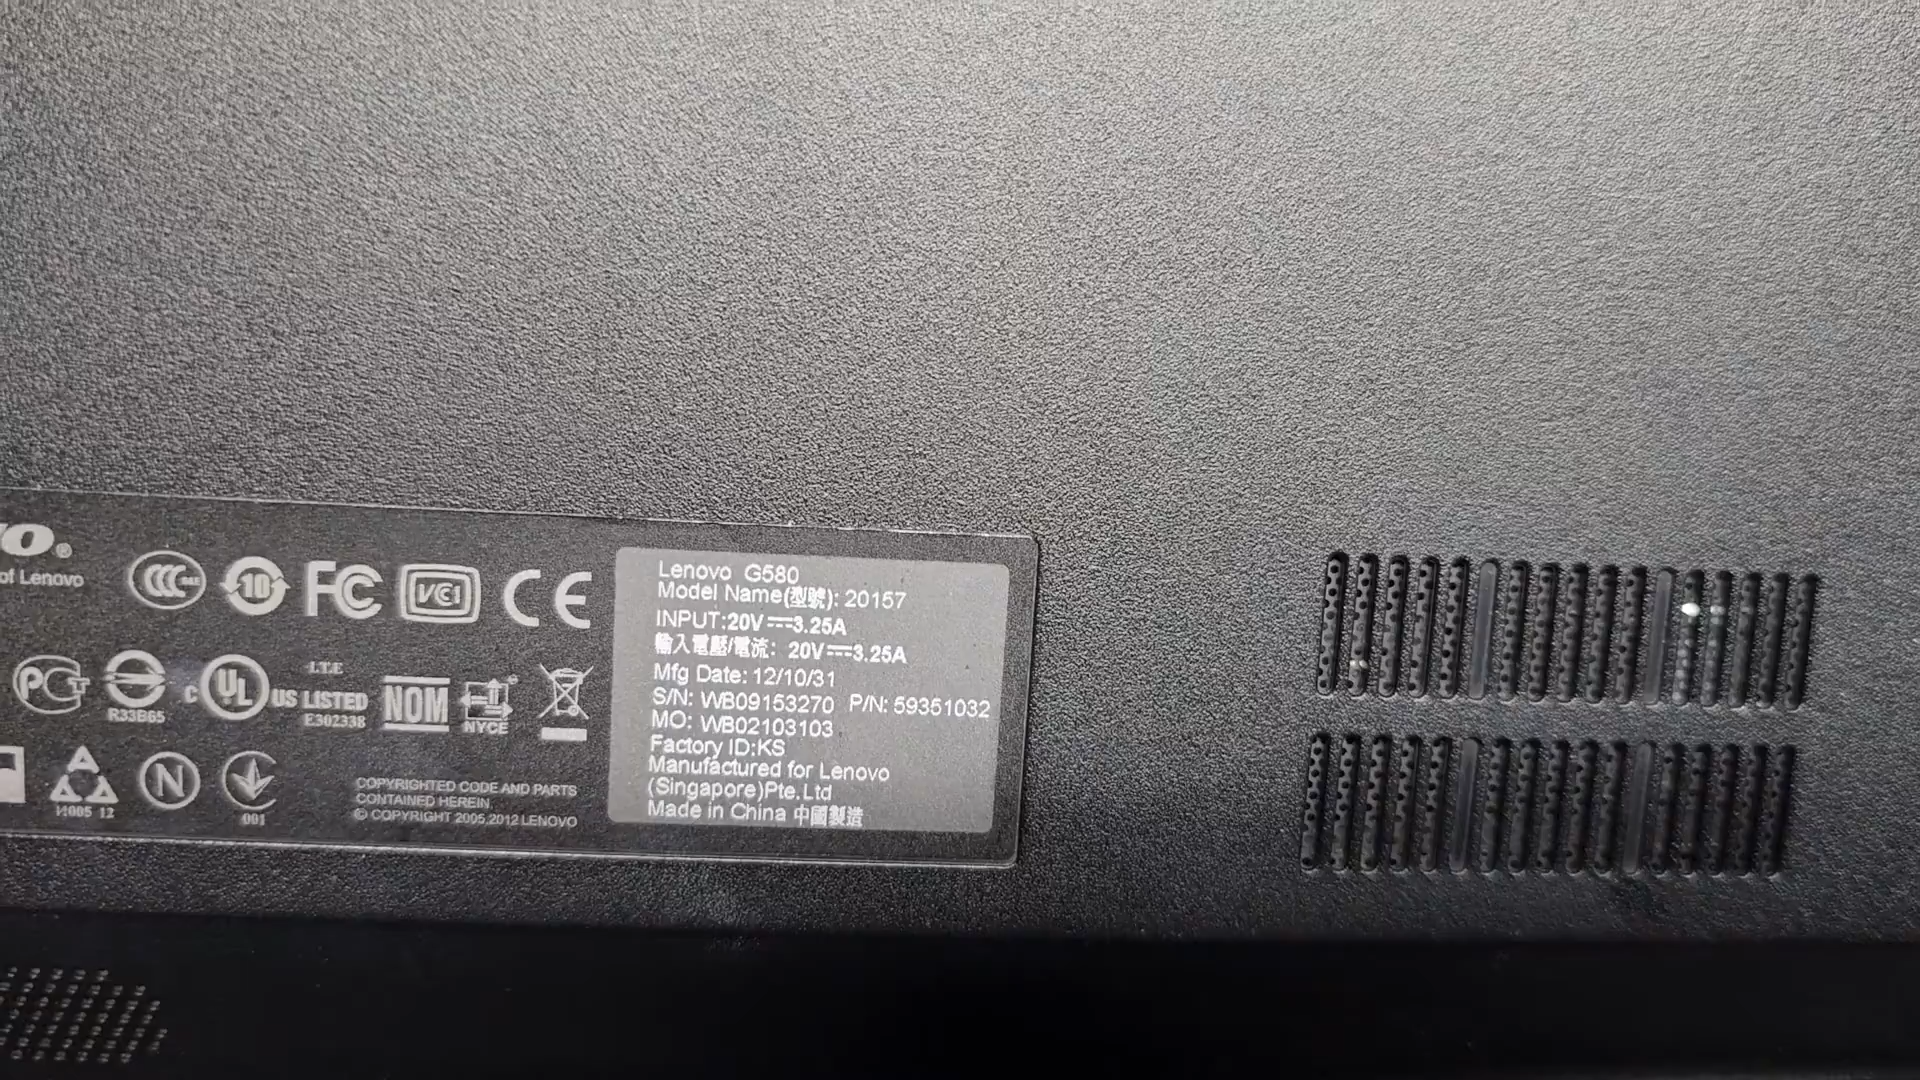 of Lenovo
10
FC
VC1
CE
Lenovo G580
Model Name(型號): 20157
INPUT:20V⎓3.25A
輸入電壓/電流: 20V⎓3.25A
Mfg Date: 12/10/31
S/N: WB09153270 P/N: 59351032
MO: WB02103103
Factory ID:KS
Manufactured for Lenovo
(Singapore)Pte.Ltd
Made in China 中國製造
R33B65
c UL US LISTED
I.T.E
E302338
NOM
NYCE
N
001
COPYRIGHTED CODE AND PARTS
CONTAINED HEREIN.
© COPYRIGHT 2005,2012 LENOVO